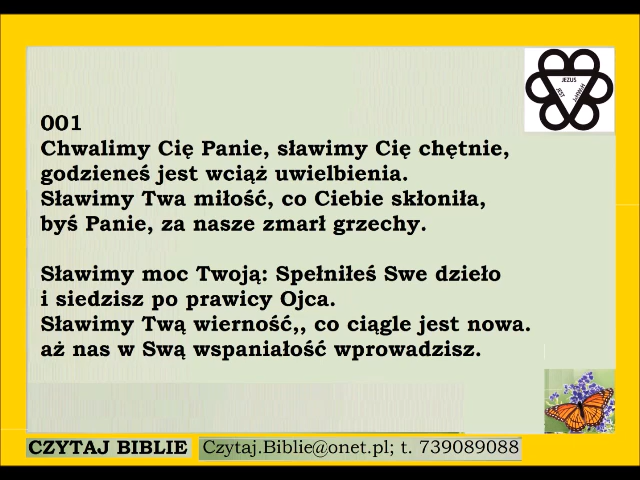 JEZUS
JEST
001
Chwalimy Cię Panie, sławimy Cię chętnie,
godzieneś jest wciąż uwielbienia.
Sławimy Twa miłość, co Ciebie skłoniła,
byś Panie, za nasze zmarł grzechy.
Sławimy moc Twoją: Spełniłeś Swe dzieło
i siedzisz po prawicy Ojca.
Sławimy Twą wierność,, co ciągle jest nowa.
aż nas w Swą wspaniałość wprowadzisz.
CZYTAJ BIBLIE Czytaj.Biblie@onet.pl; t. 739089088